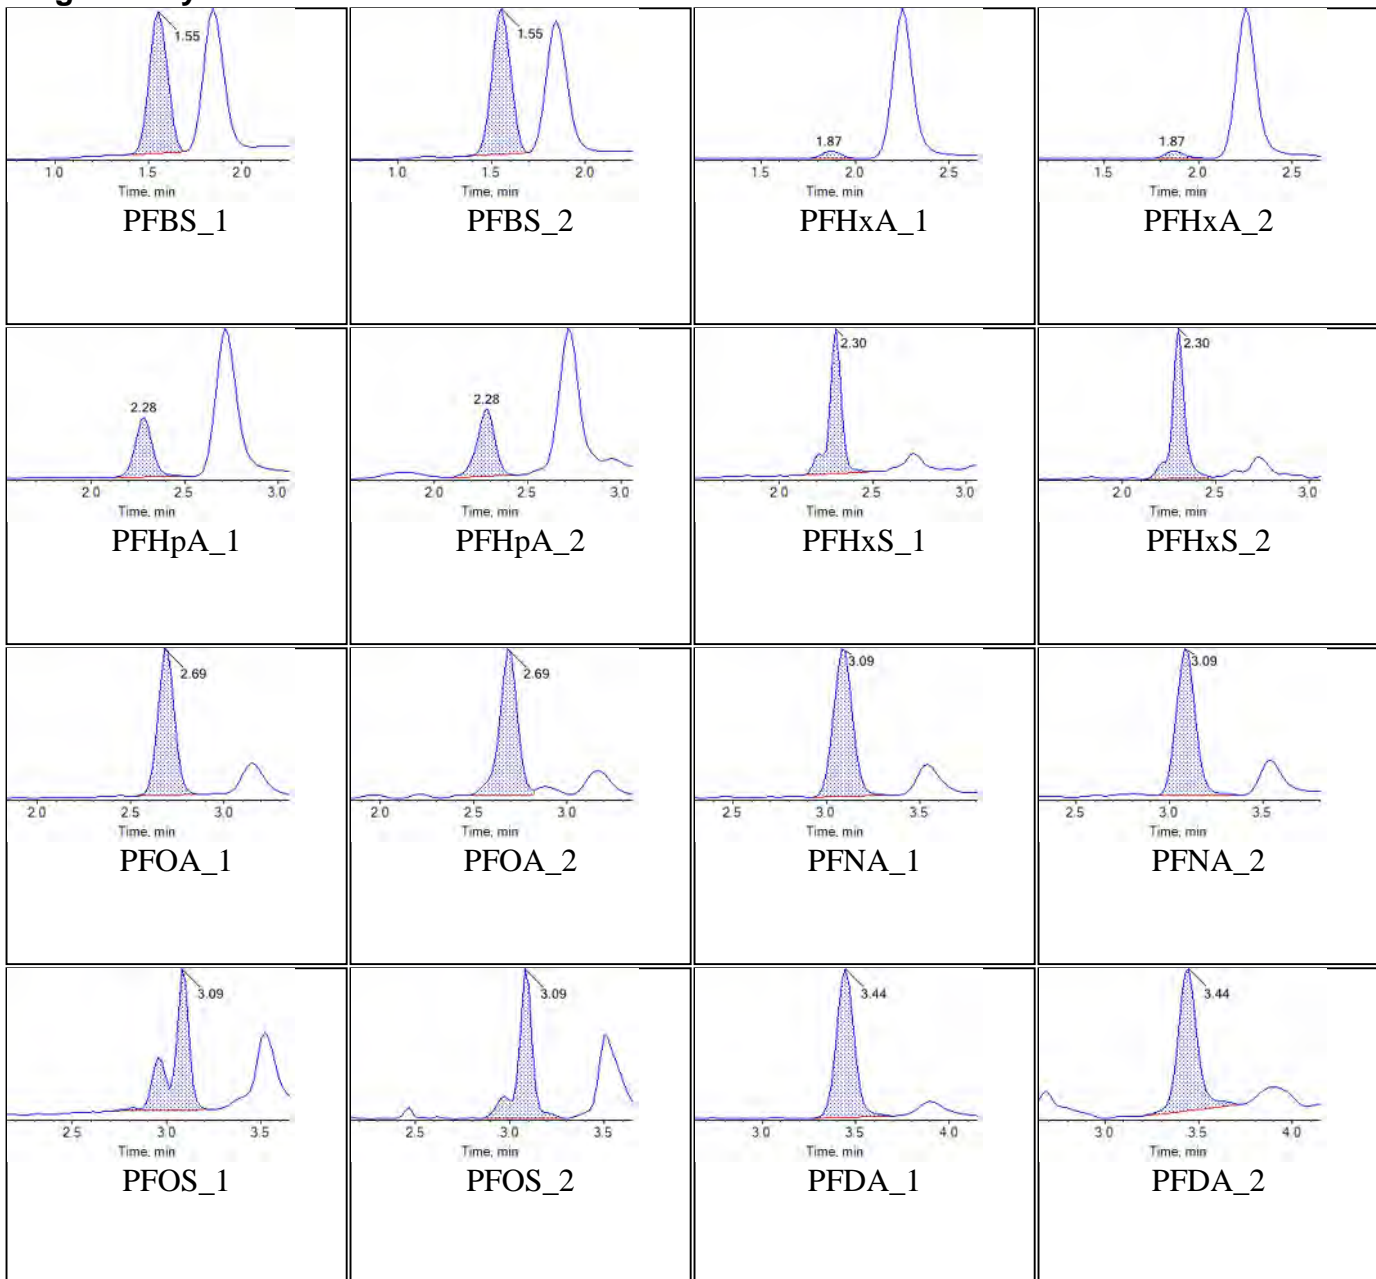 1.55 1.55 1.87 1.87
1.0 1.5 2.0 1.0 1.5 2.0 1.5 2.0 2.5 1.5 2.0 2.5
Time, min Time, min Time, min Time, min
PFBS_1 PFBS_2 PFHxA_1 PFHxA_2
2.28 2.28 2.30 2.30
2.0 2.5 3.0 2.0 2.5 3.0 2.0 2.5 3.0 2.0 2.5 3.0
Time, min Time, min Time, min Time, min
PFHpA_1 PFHpA_2 PFHxS_1 PFHxS_2
2.69 2.69 3.09 3.09
2.0 2.5 3.0 2.0 2.5 3.0 2.5 3.0 3.5 2.5 3.0 3.5
Time, min Time, min Time, min Time, min
PFOA_1 PFOA_2 PFNA_1 PFNA_2
3.09 3.09 3.44 3.44
2.5 3.0 3.5 2.5 3.0 3.5 3.0 3.5 4.0 3.0 3.5 4.0
Time, min Time, min Time, min Time, min
PFOS_1 PFOS_2 PFDA_1 PFDA_2